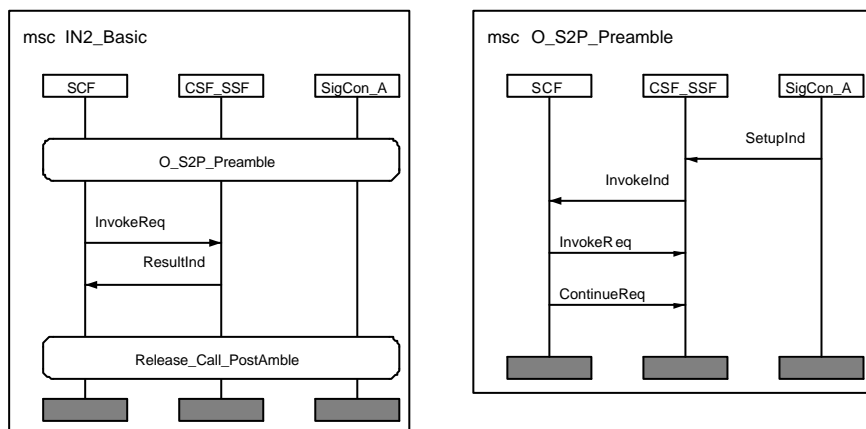 msc IN2_Basic
SCF
CSF_SSF
SigCon_A
O_S2P_Preamble
InvokeReq
ResultInd
Release_Call_PostAmble
msc O_S2P_Preamble
SCF
CSF_SSF
SigCon_A
SetupInd
InvokeInd
InvokeReq
ContinueReq